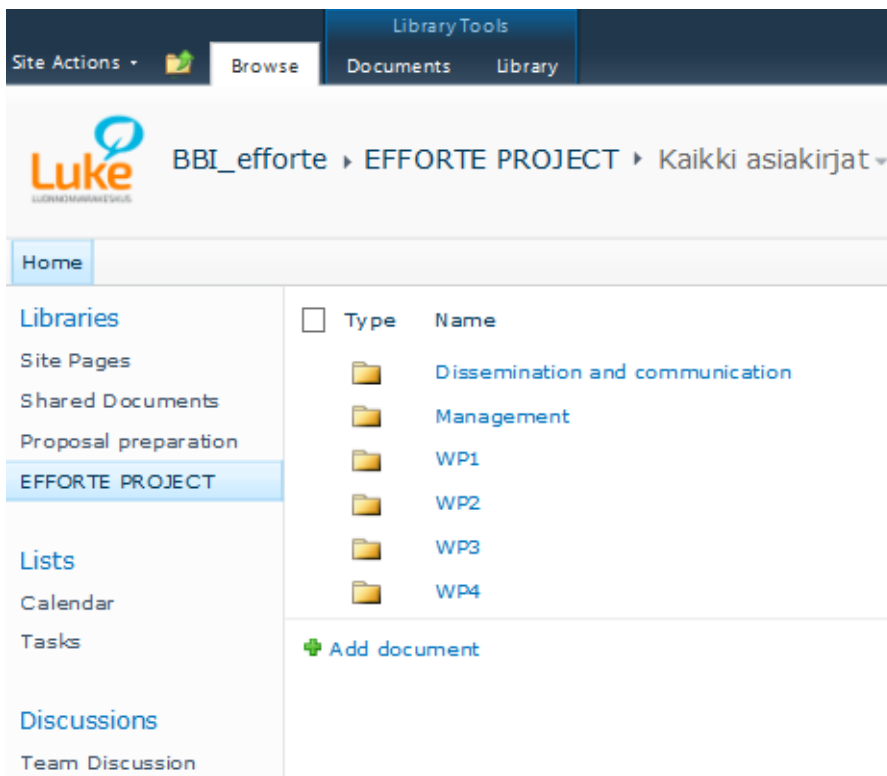 Library Tools
Site Actions
Browse
Documents
Library
Luke
LUONNONVARAKESKUS
BBI_efforte ▸ EFFORTE PROJECT ▸ Kaikki asiakirjat
Home
Libraries
Site Pages
Shared Documents
Proposal preparation
EFFORTE PROJECT
Lists
Calendar
Tasks
Discussions
Team Discussion
Type Name
Dissemination and communication
Management
WP1
WP2
WP3
WP4
Add document